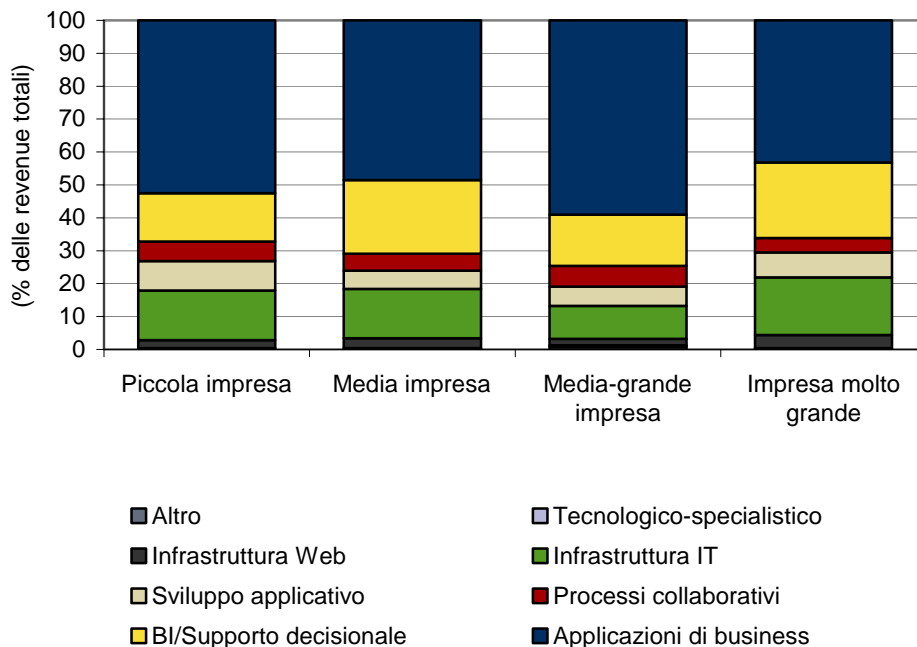 (% delle revenue totali)
100
90
80
70
60
50
40
30
20
10
0
Piccola impresa
Media impresa
Media-grande
impresa
Impresa molto
grande
Altro
Tecnologico-specialistico
Infrastruttura Web
Infrastruttura IT
Sviluppo applicativo
Processi collaborativi
BI/Supporto decisionale
Applicazioni di business